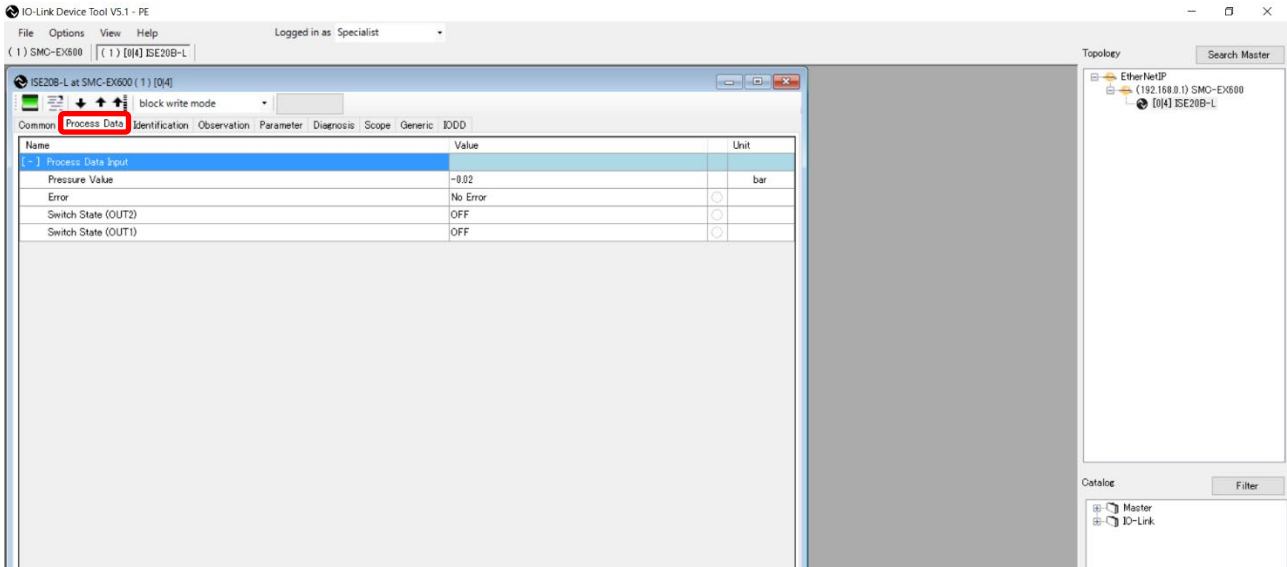 IO-Link Device Tool V5.1 - PE
File Options View Help Logged in as Specialist
( 1 ) SMC-EX600 ( 1 ) [0|4] ISE20B-L
ISE20B-L at SMC-EX600 ( 1 ) [0|4]
block write mode
Common Process Data Identification Observation Parameter Diagnosis Scope Generic IODD
Name Value Unit
[ - ] Process Data Input
Pressure Value -0.02 bar
Error No Error
Switch State (OUT2) OFF
Switch State (OUT1) OFF
Topology Search Master
EtherNetIP
(192.168.0.1) SMC-EX600
[0|4] ISE20B-L
Catalog Filter
Master
IO-Link